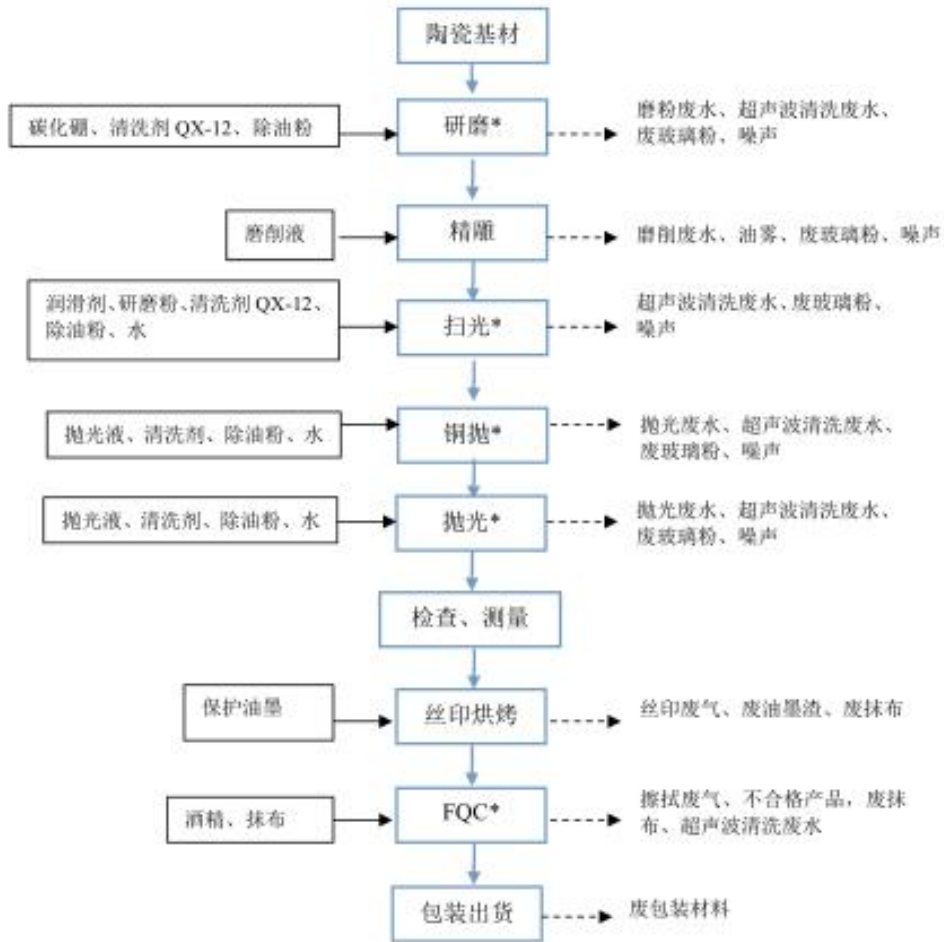 陶瓷基材
碳化硼、清洗剂 QX-12、除油粉
研磨*
磨粉废水、超声波清洗废水、
废玻璃粉、噪声
磨削液
精雕
磨削废水、油雾、废玻璃粉、噪声
润滑剂、研磨粉、清洗剂 QX-12、
除油粉、水
扫光*
超声波清洗废水、废玻璃粉、
噪声
抛光液、清洗剂、除油粉、水
铜抛*
抛光废水、超声波清洗废水、
废玻璃粉、噪声
抛光液、清洗剂、除油粉、水
抛光*
抛光废水、超声波清洗废水、
废玻璃粉、噪声
检查、测量
保护油墨
丝印烘烤
丝印废气、废油墨渣、废抹布
酒精、抹布
FQC*
擦拭废气、不合格产品，废抹
布、超声波清洗废水
包装出货
废包装材料